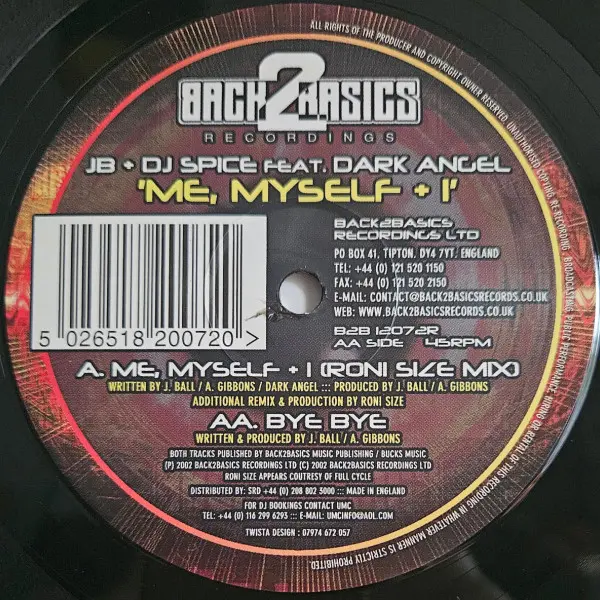 BACK2BASICS
RECORDINGS
JB + DJ SPICE FEAT. DARK ANGEL
'ME, MYSELF + I'
BACK2BASICS
RECORDINGS LTD
PO BOX 41, TIPTON. DY4 7YT. ENGLAND
TEL: +44 (0) 121 520 1150
FAX: +44 (0) 121 520 2150
E-MAIL: CONTACT@BACK2BASICSRECORDS.CO.UK
WEB: WWW.BACK2BASICSRECORDS.CO.UK
5 026518 200720 >
B2B 12072R
AA SIDE 45RPM
A. ME, MYSELF + I (RONI SIZE MIX)
WRITTEN BY J. BALL / A. GIBBONS / DARK ANGEL ::: PRODUCED BY J. BALL / A. GIBBONS
ADDITIONAL REMIX & PRODUCTION BY RONI SIZE
AA. BYE BYE
WRITTEN & PRODUCED BY J. BALL / A. GIBBONS
BOTH TRACKS PUBLISHED BY BACK2BASICS MUSIC PUBLISHING / BUCKS MUSIC
(P) 2002 BACK2BASICS RECORDINGS LTD (C) 2002 BACK2BASICS RECORDINGS LTD
RONI SIZE APPEARS COUTRESY OF FULL CYCLE
DISTRIBUTED BY: SRD +44 (0) 208 802 3000 ::: MADE IN ENGLAND
FOR DJ BOOKINGS CONTACT UMC
TEL: +44 (0) 116 299 6293 ::: E-MAIL: UMCINFO@AOL.COM
TWISTA DESIGN : 07974 672 057
ALL RIGHTS OF THE PRODUCER AND COPYRIGHT OWNER RESERVED. UNAUTHORISED COPYING, RE-RECORDING, BROADCASTING, PUBLIC PERFORMANCE, HIRING OR RENTAL OF THIS RECORDING IN WHATEVER MANNER IS STRICTLY PROHIBITED